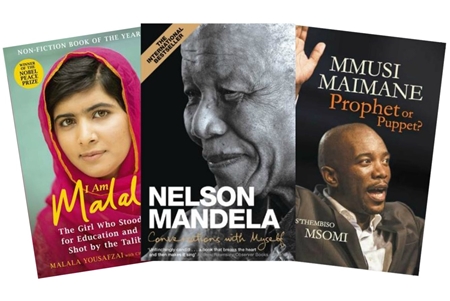 NON-FICTION BOOK OF THE YEAR
WINNER
OF THE
NOBEL
PEACE
PRIZE
I Am
Malal
The Girl Who Stood
for Education and
Shot by the Talib
MALALA YOUSAFZAI
THE INTERNATIONAL
BESTSELLER
NELSON
MANDELA
Conversations with Myself
MMUSI
MAIMANE
Prophet or
Puppet?
S'THEMBISO
MSOMI